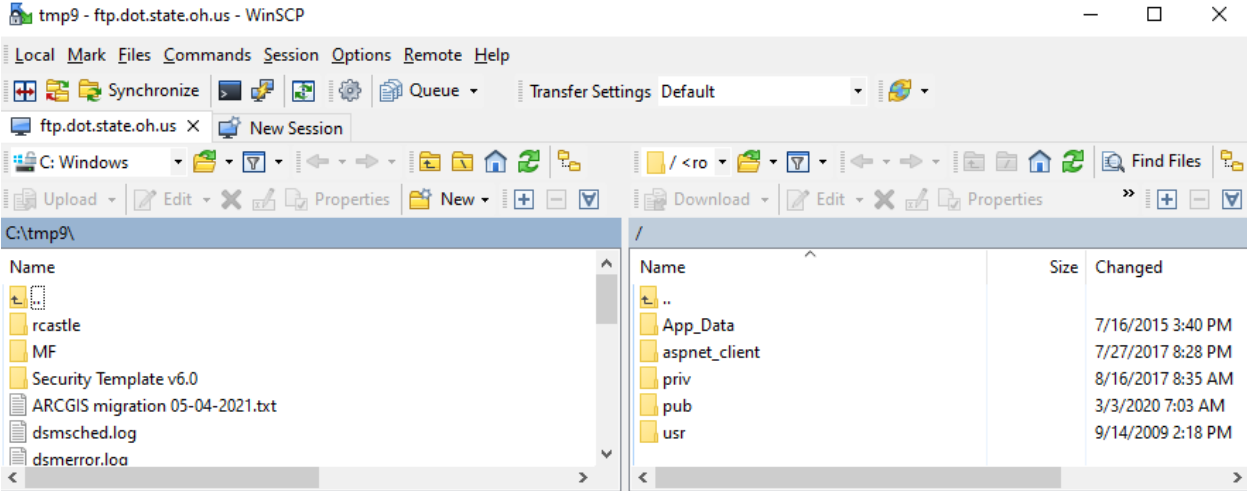 tmp9 - ftp.dot.state.oh.us - WinSCP
Local Mark Files Commands Session Options Remote Help
Synchronize Queue Transfer Settings Default
ftp.dot.state.oh.us X New Session
C: Windows / <ro Find Files
Upload Edit Properties New Download Edit Properties »
C:\tmp9\ /
Name Name Size Changed
.. ..
rcastle App_Data 7/16/2015 3:40 PM
MF aspnet_client 7/27/2017 8:28 PM
Security Template v6.0 priv 8/16/2017 8:35 AM
ARCGIS migration 05-04-2021.txt pub 3/3/2020 7:03 AM
dsmsched.log usr 9/14/2009 2:18 PM
dsmerror.log